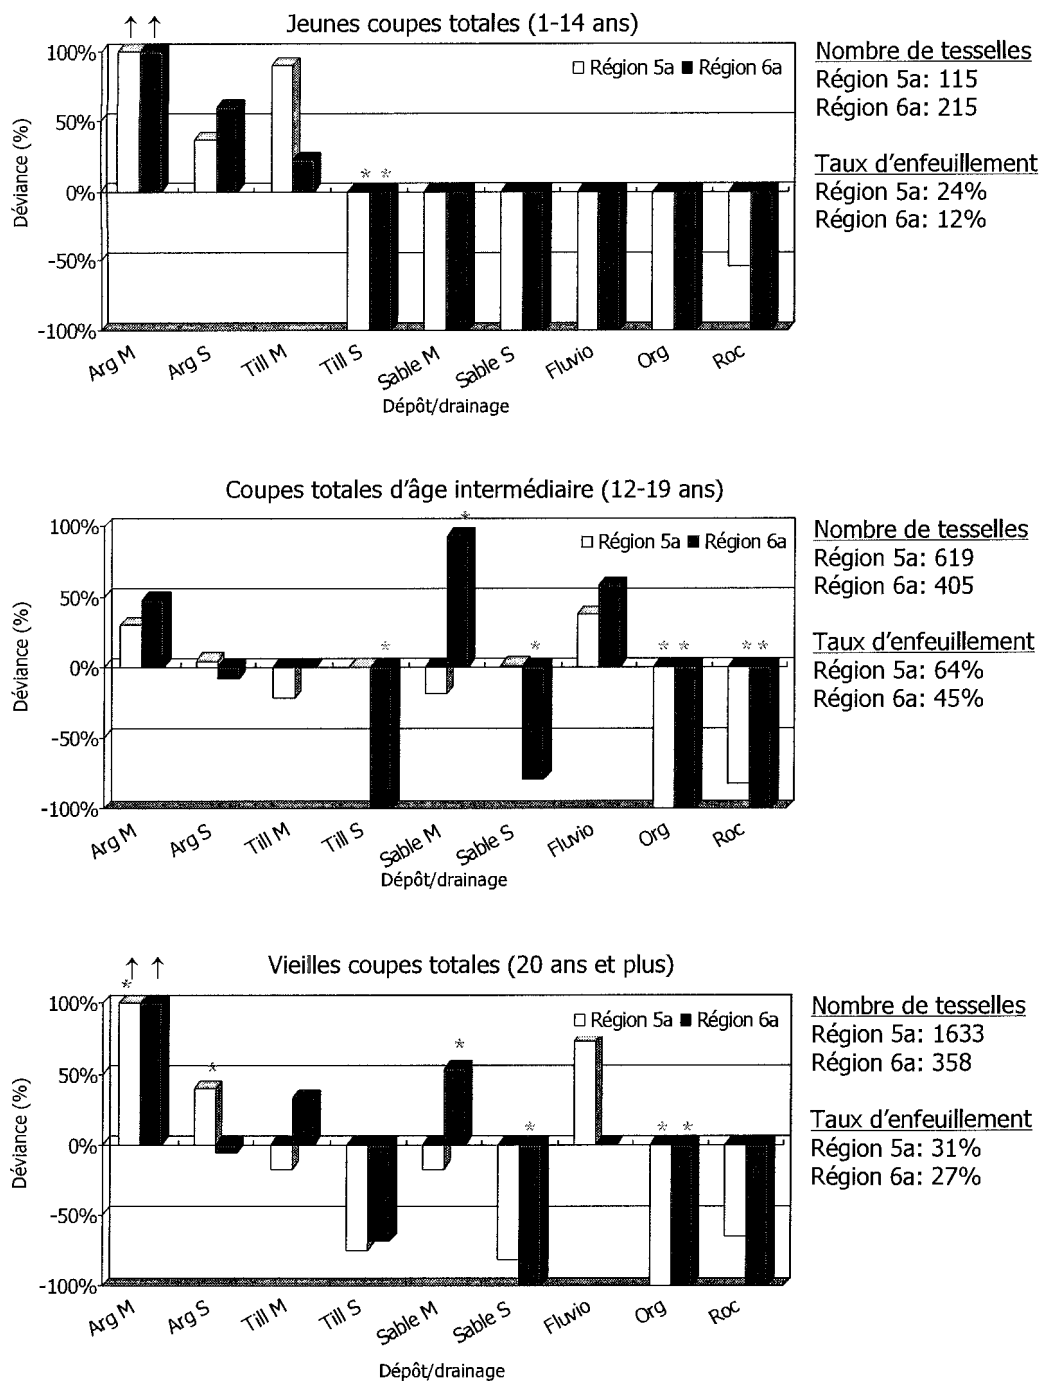 Jeunes coupes totales (1-14 ans)
↑ ↑
100%
50%
0%
-50%
-100%
Déviance (%)
Région 5a Région 6a
* *
Arg M Arg S Till M Till S Sable M Sable S Fluvio Org Roc
Dépôt/drainage
Nombre de tesselles
Région 5a: 115
Région 6a: 215
Taux d'enfeuillement
Région 5a: 24%
Région 6a: 12%
Coupes totales d'âge intermédiaire (12-19 ans)
100%
50%
0%
-50%
-100%
Déviance (%)
*
Région 5a Région 6a
* * * * * *
Arg M Arg S Till M Till S Sable M Sable S Fluvio Org Roc
Dépôt/drainage
Nombre de tesselles
Région 5a: 619
Région 6a: 405
Taux d'enfeuillement
Région 5a: 64%
Région 6a: 45%
Vieilles coupes totales (20 ans et plus)
↑ ↑
*
100%
50%
0%
-50%
-100%
Déviance (%)
Région 5a Région 6a
* *
* * *
Arg M Arg S Till M Till S Sable M Sable S Fluvio Org Roc
Dépôt/drainage
Nombre de tesselles
Région 5a: 1633
Région 6a: 358
Taux d'enfeuillement
Région 5a: 31%
Région 6a: 27%